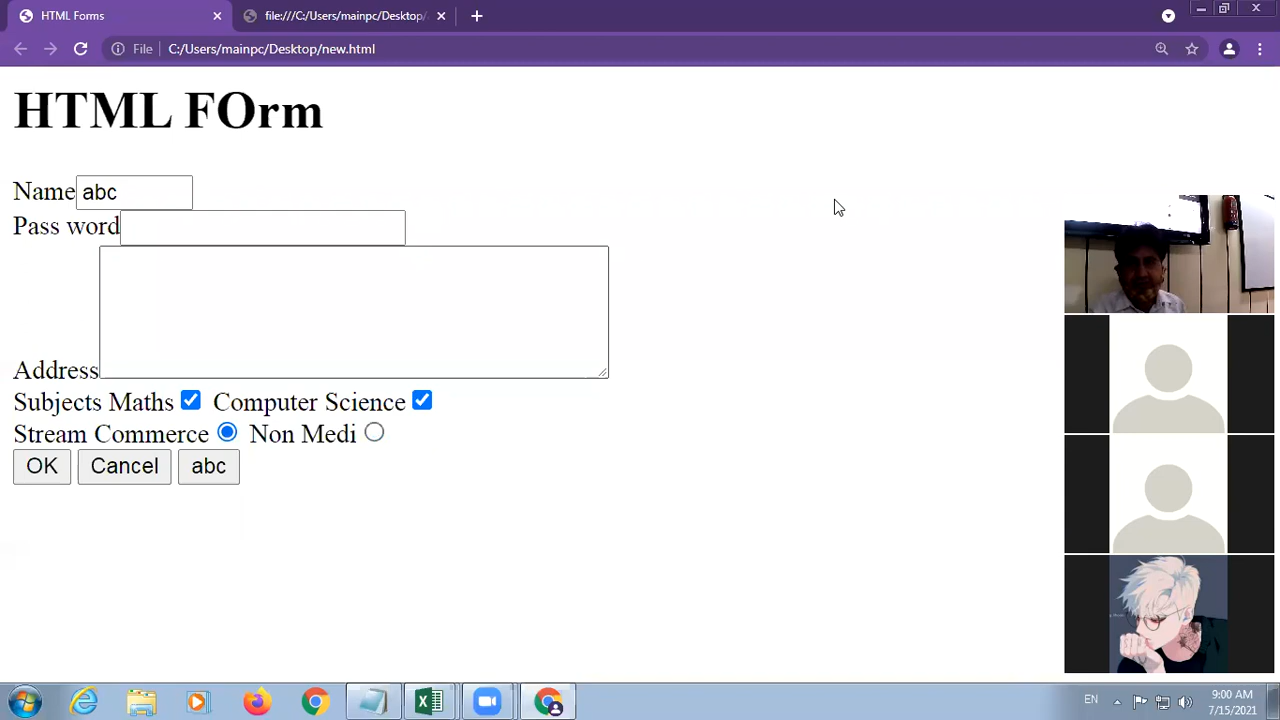 HTML Forms
file:///C:/Users/mainpc/Desktop/
File
C:/Users/mainpc/Desktop/new.html
HTML FOrm
Name abc
Pass word
Address
Subjects Maths Computer Science
Stream Commerce Non Medi
OK Cancel abc
EN
9:00 AM
7/15/2021